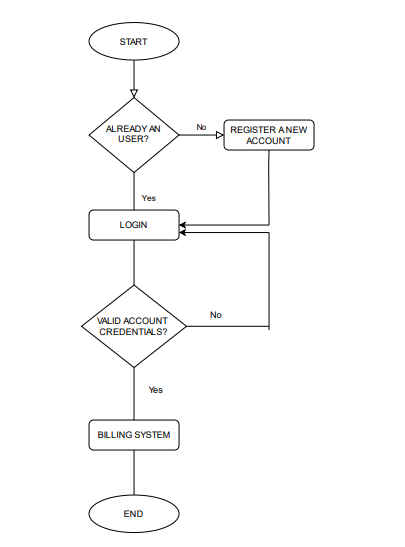 START
ALREADY AN
USER?
No
REGISTER A NEW
ACCOUNT
Yes
LOGIN
VALID ACCOUNT
CREDENTIALS?
No
Yes
BILLING SYSTEM
END